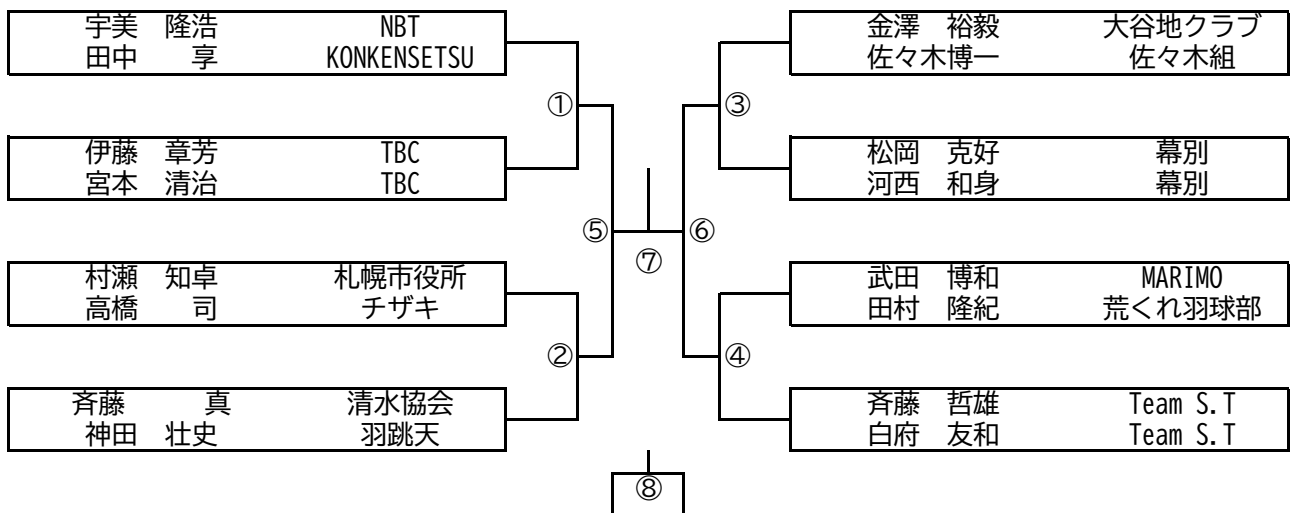 宇美　隆浩　NBT
田中　　享　KONKENSETSU
①
伊藤　章芳　TBC
宮本　清治　TBC
⑤
村瀬　知卓　札幌市役所
高橋　　司　チザキ
②
斉藤　　真　清水協会
神田　壮史　羽跳天
⑦
⑧
金澤　裕毅　大谷地クラブ
佐々木博一　佐々木組
③
松岡　克好　幕別
河西　和身　幕別
⑥
武田　博和　MARIMO
田村　隆紀　荒くれ羽球部
④
斉藤　哲雄　Team S.T
白府　友和　Team S.T